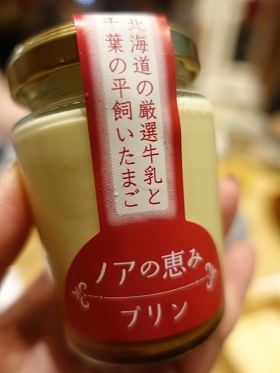 北海道の厳選牛乳と
千葉の平飼いたまご
ノアの恵み
プリン